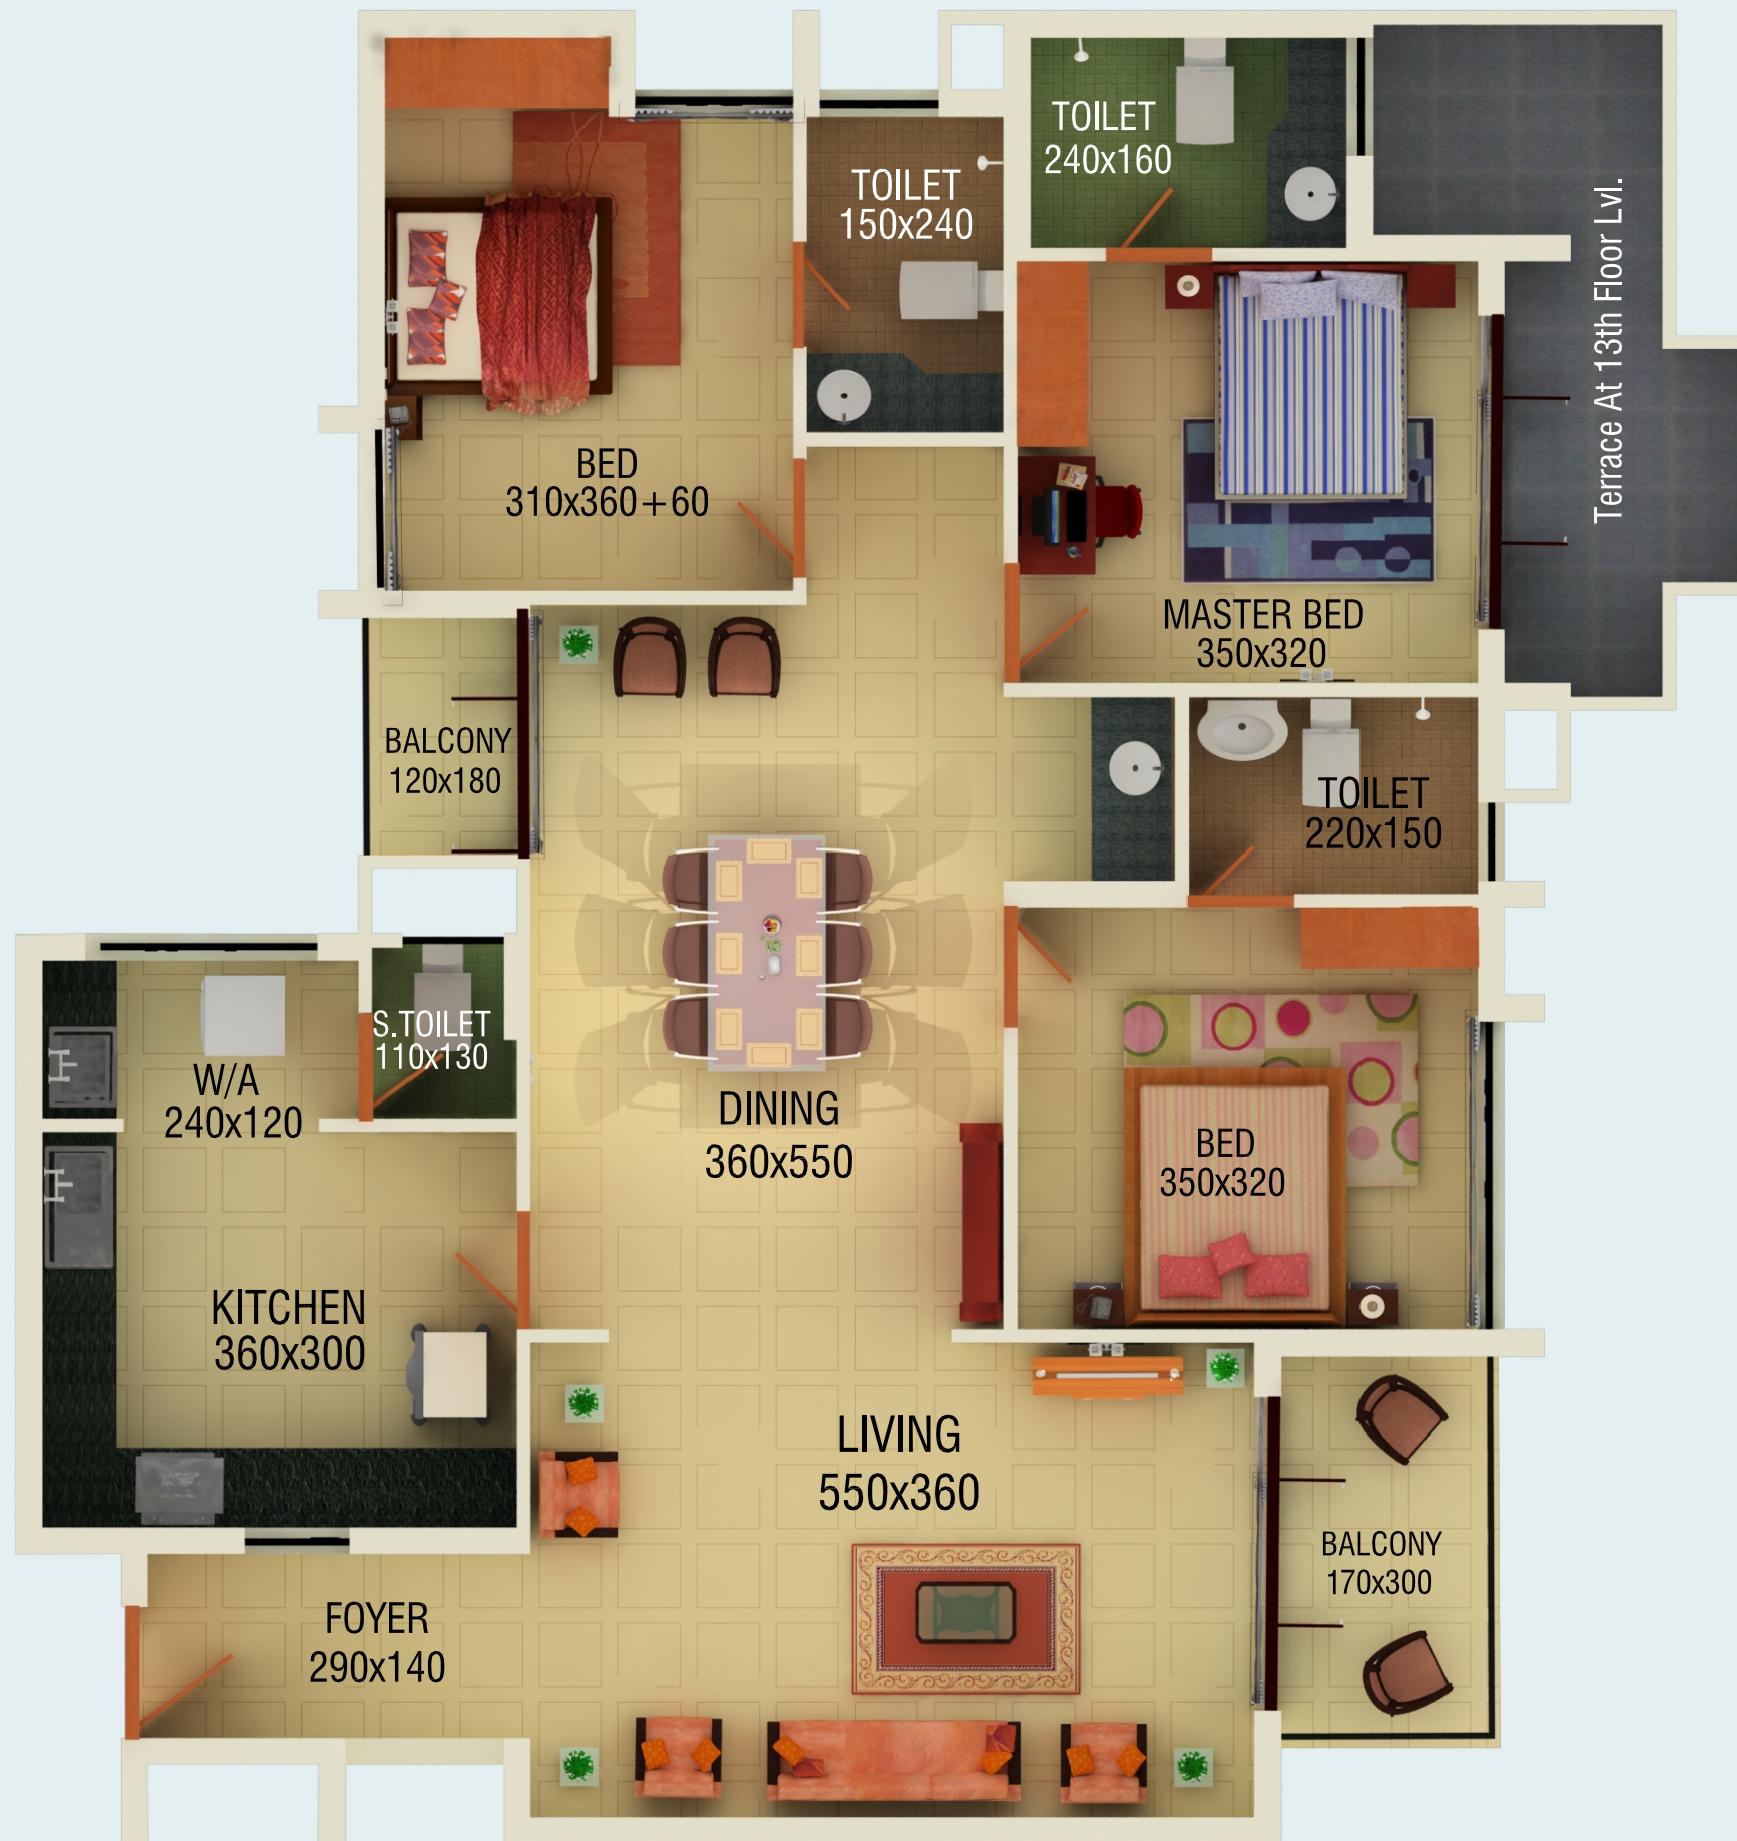 TOILET
240x160
TOILET
150x240
Terrace At 13th Floor Lvl.
BED
310x360+60
MASTER BED
350x320
BALCONY
120x180
TOILET
220x150
S.TOILET
110x130
W/A
240x120
DINING
360x550
BED
350x320
KITCHEN
360x300
LIVING
550x360
BALCONY
170x300
FOYER
290x140